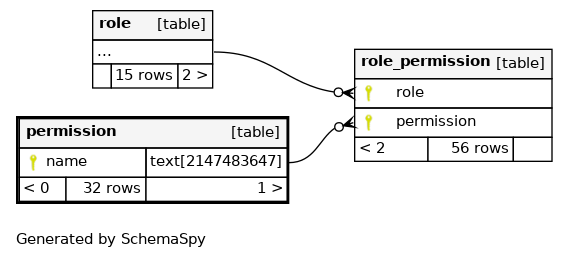 role [table]
...
15 rows 2 >
role_permission [table]
role
permission
< 2 56 rows
permission [table]
name text[2147483647]
< 0 32 rows 1 >
Generated by SchemaSpy